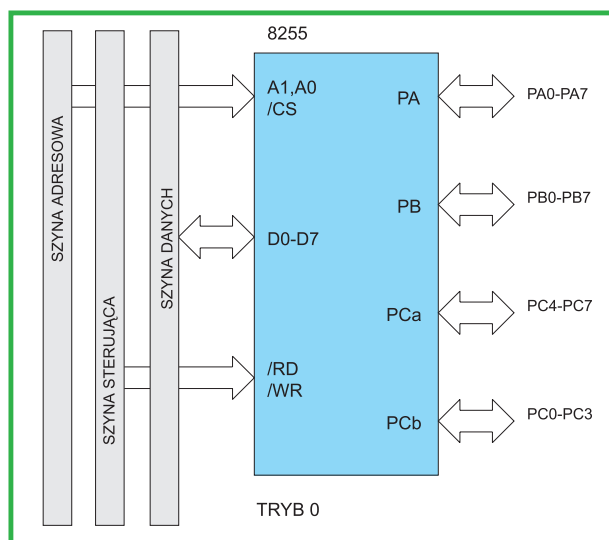 8255
SZYNA ADRESOWA
SZYNA STERUJĄCA
SZYNA DANYCH
A1,A0
/CS
D0-D7
/RD
/WR
PA
PB
PCa
PCb
PA0-PA7
PB0-PB7
PC4-PC7
PC0-PC3
TRYB 0